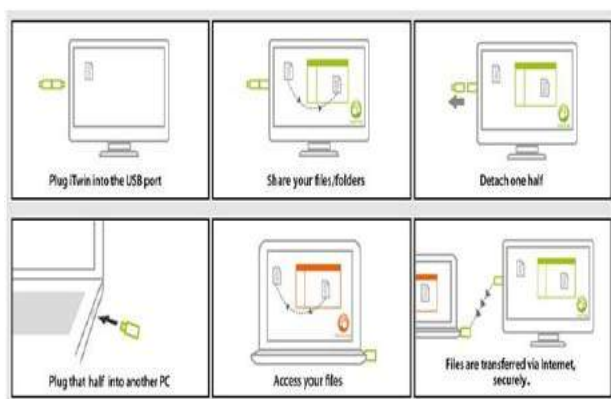 Plug iTwin into the USB port
Share your files/folders
Detach one half
Plug that half into another PC
Access your files
Files are transferred via Internet,
securely.